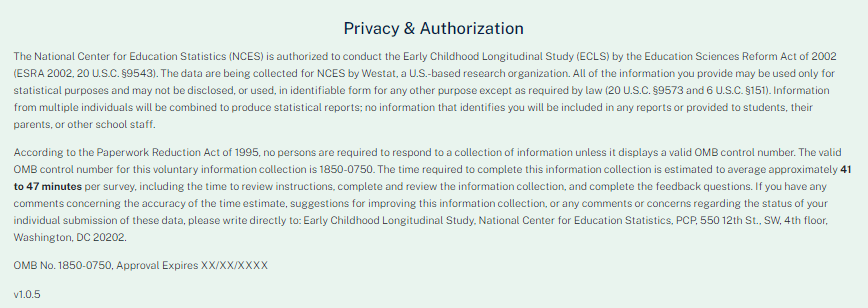 Privacy & Authorization
The National Center for Education Statistics (NCES) is authorized to conduct the Early Childhood Longitudinal Study (ECLS) by the Education Sciences Reform Act of 2002
(ESRA 2002, 20 U.S.C. §9543). The data are being collected for NCES by Westat, a U.S.-based research organization. All of the information you provide may be used only for
statistical purposes and may not be disclosed, or used, in identifiable form for any other purpose except as required by law (20 U.S.C. §9573 and 6 U.S.C. §151). Information
from multiple individuals will be combined to produce statistical reports; no information that identifies you will be included in any reports or provided to students, their
parents, or other school staff.
According to the Paperwork Reduction Act of 1995, no persons are required to respond to a collection of information unless it displays a valid OMB control number. The valid
OMB control number for this voluntary information collection is 1850-0750. The time required to complete this information collection is estimated to average approximately 41
to 47 minutes per survey, including the time to review instructions, complete and review the information collection, and complete the feedback questions. If you have any
comments concerning the accuracy of the time estimate, suggestions for improving this information collection, or any comments or concerns regarding the status of your
individual submission of these data, please write directly to: Early Childhood Longitudinal Study, National Center for Education Statistics, PCP, 550 12th St., SW, 4th floor,
Washington, DC 20202.
OMB No. 1850-0750, Approval Expires XX/XX/XXXX
v1.0.5